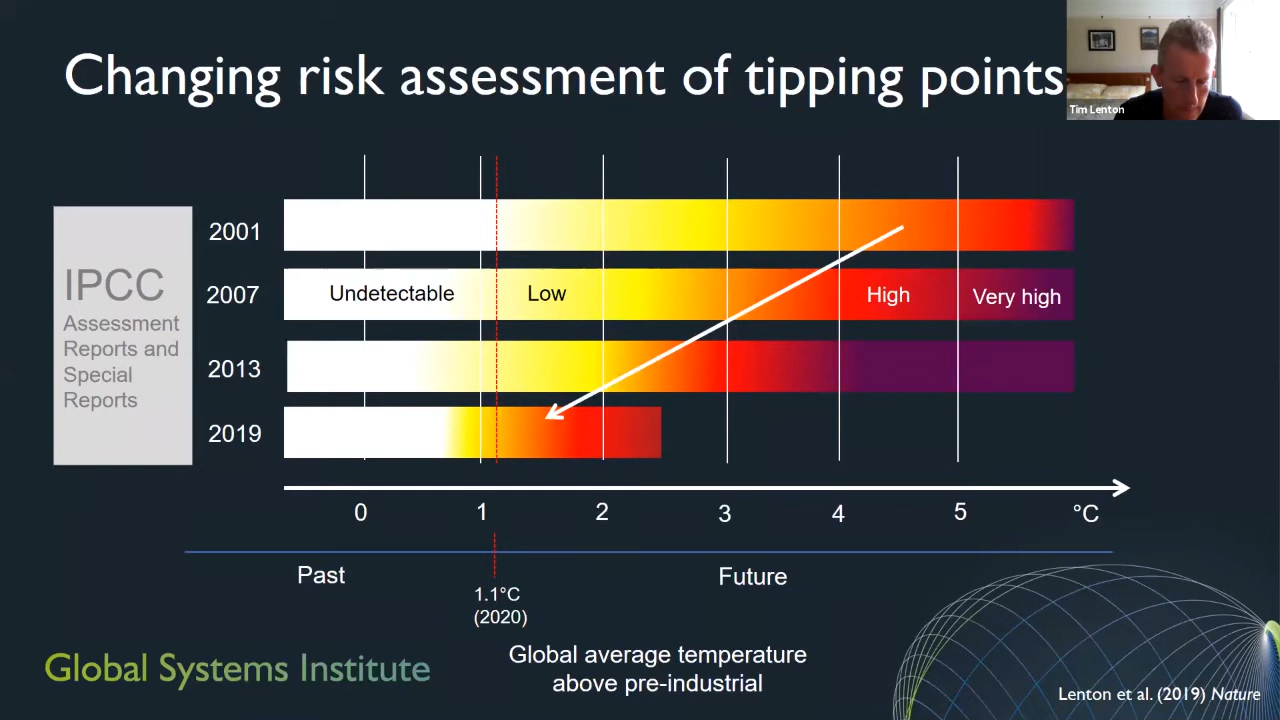 Changing risk assessment of tipping points
Tim Lenton
IPCC
Assessment
Reports and
Special
Reports
2001
2007
Undetectable
Low
High
Very high
2013
2019
0
1
2
3
4
5
°C
Past
Future
1.1°C
(2020)
Global average temperature
above pre-industrial
Global Systems Institute
Lenton et al. (2019) Nature